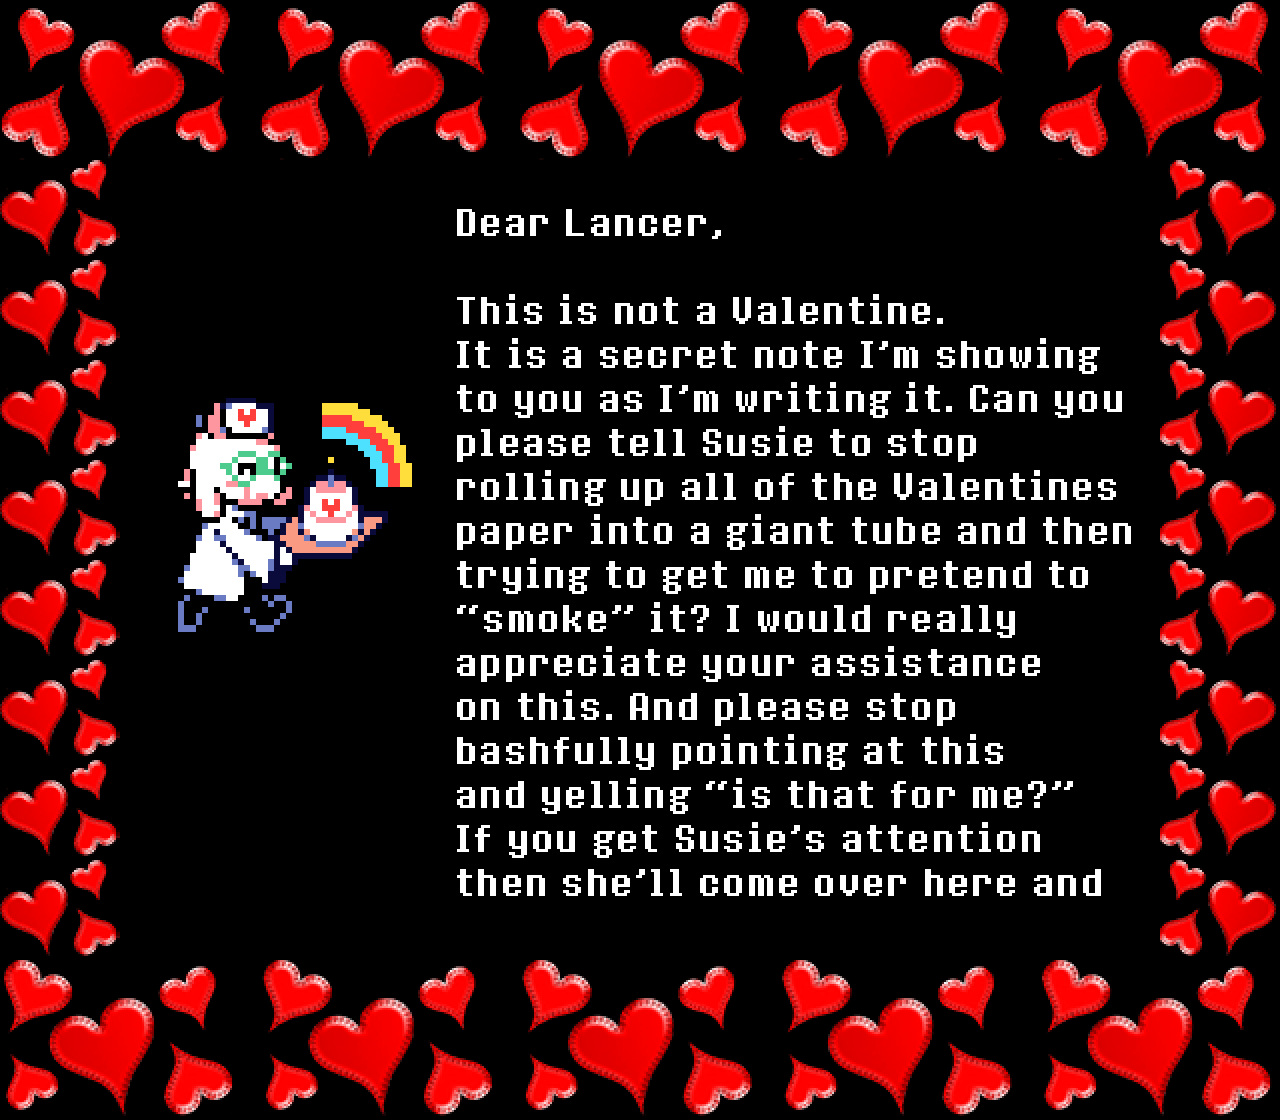 Dear Lancer,
This is not a Valentine.
It is a secret note I’m showing
to you as I’m writing it. Can you
please tell Susie to stop
rolling up all of the Valentines
paper into a giant tube and then
trying to get me to pretend to
“smoke” it? I would really
appreciate your assistance
on this. And please stop
bashfully pointing at this
and yelling “is that for me?”
If you get Susie’s attention
then she’ll come over here and